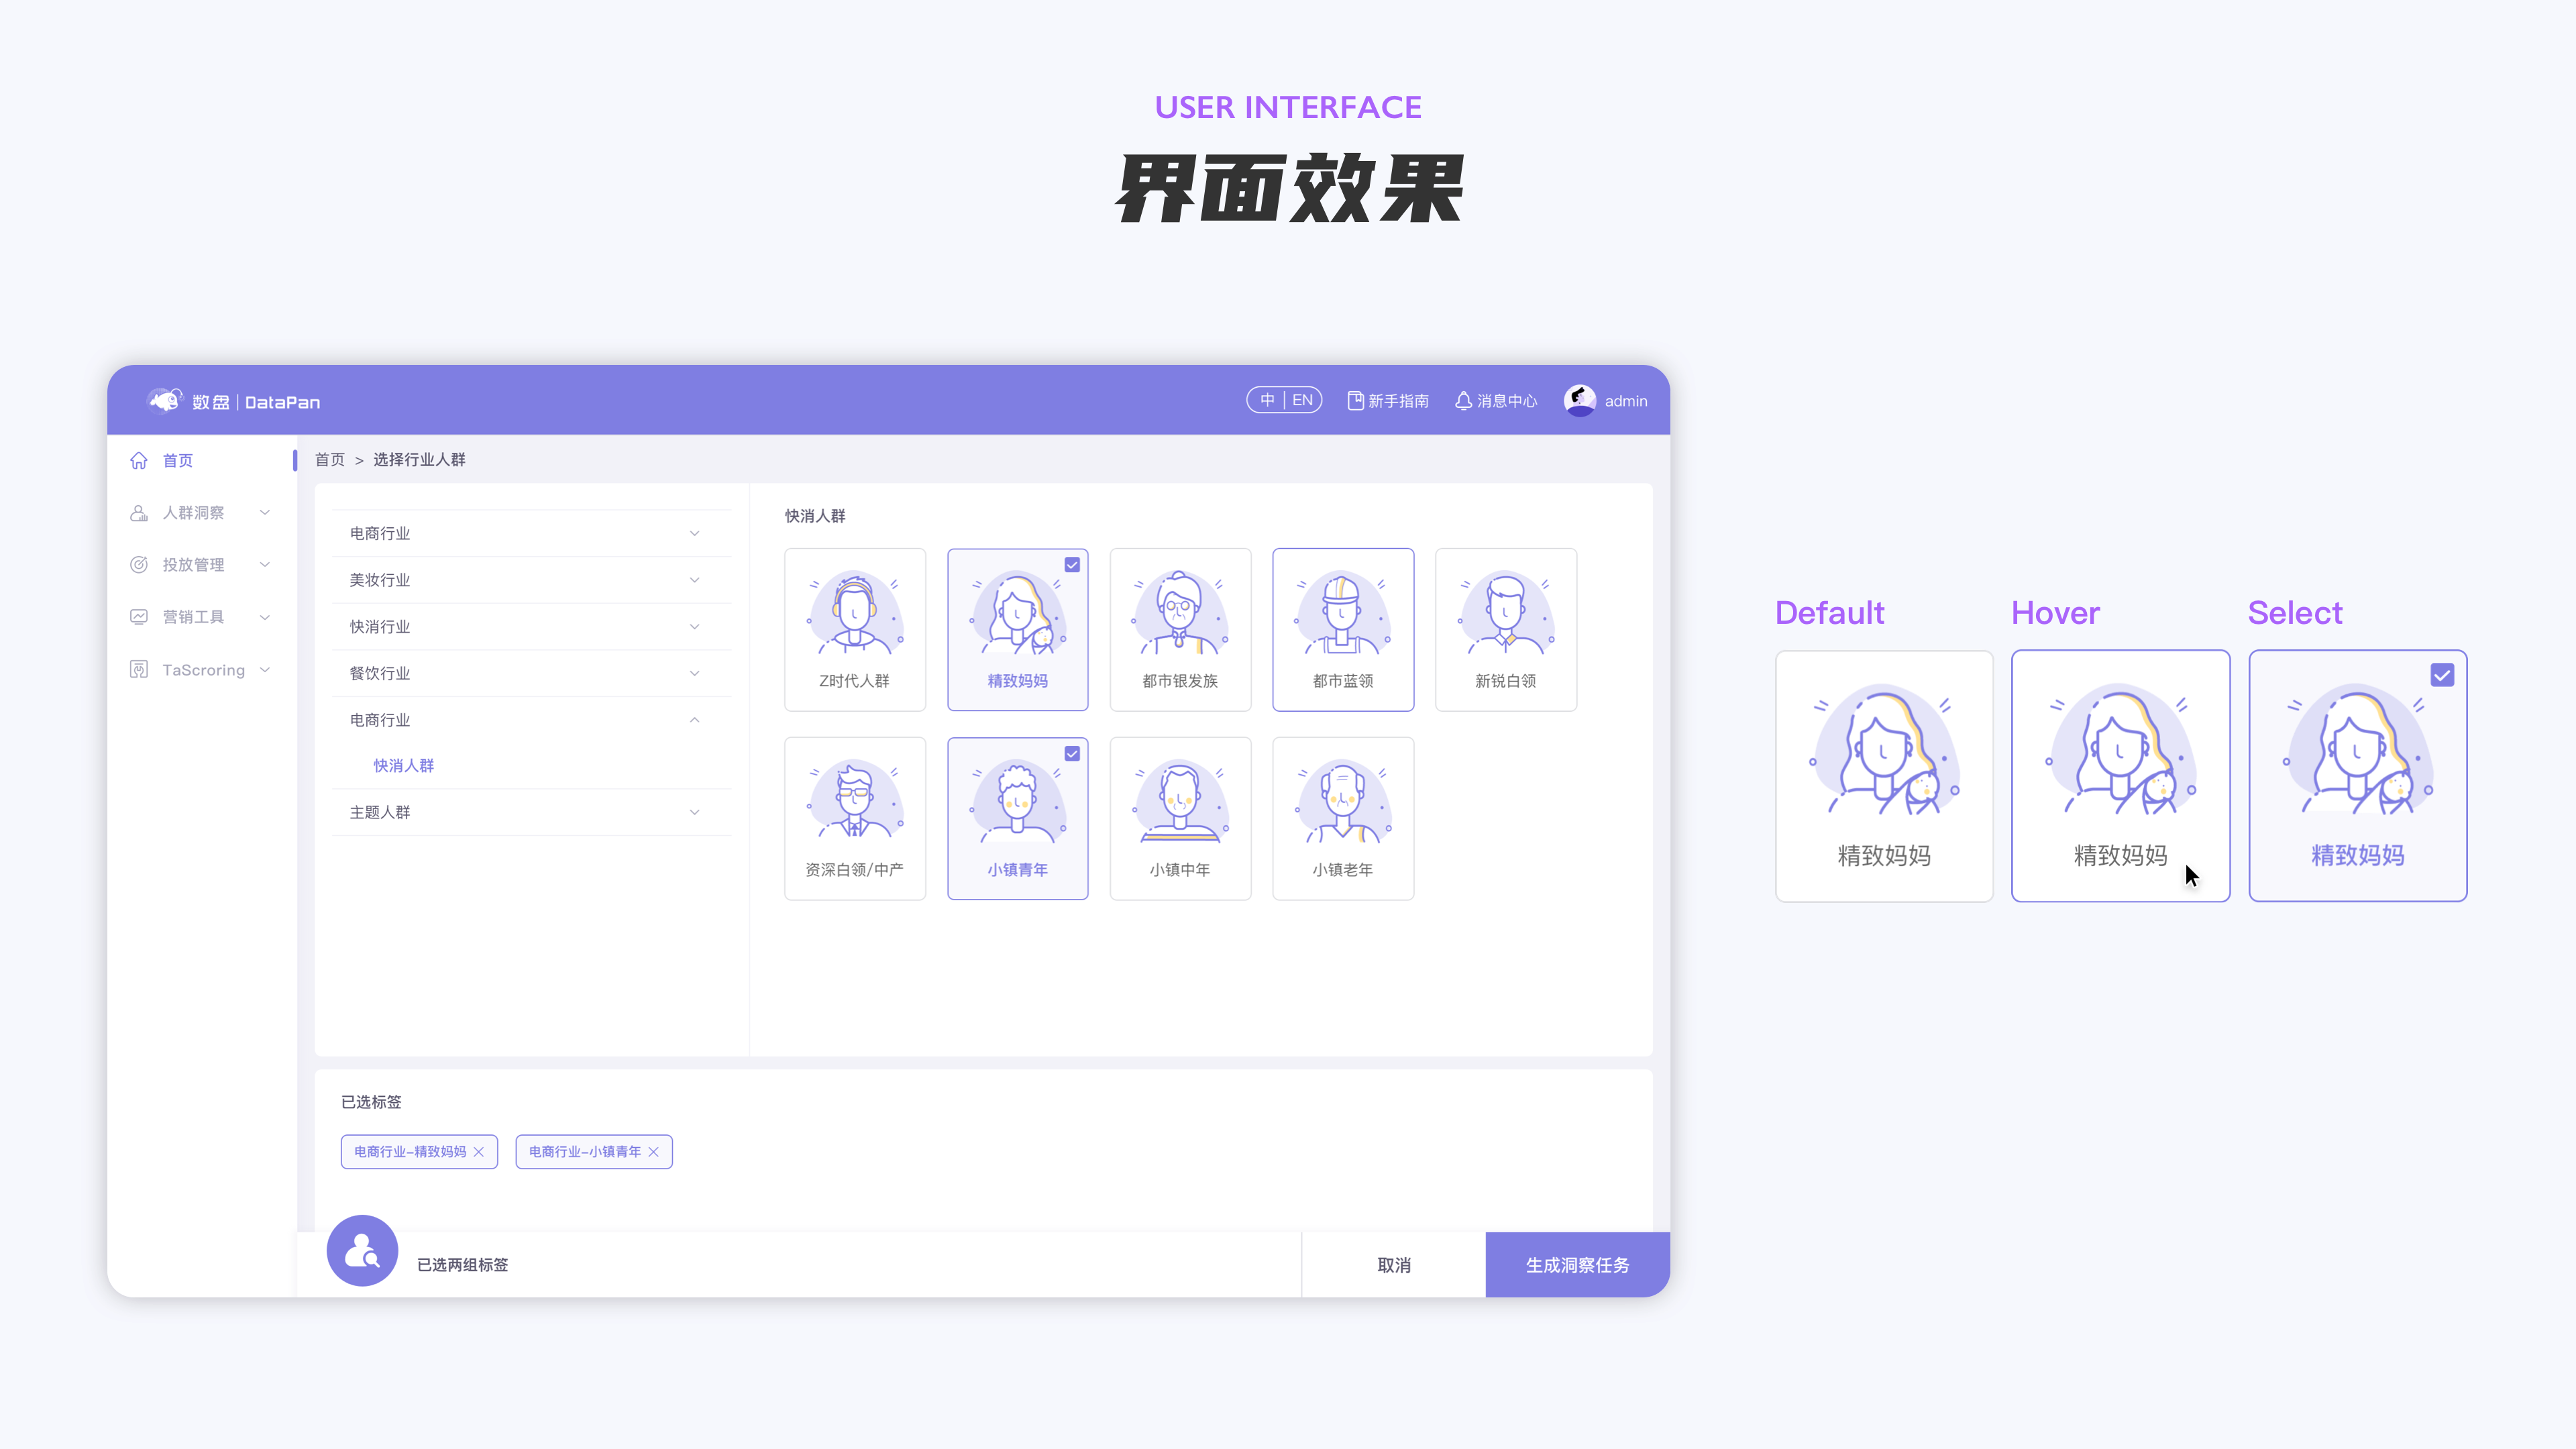 USER INTERFACE
界面效果
数盘 | DataPan
中 | EN
新手指南
消息中心
admin
首页
人群洞察
投放管理
营销工具
TaScroring
首页 > 选择行业人群
电商行业
美妆行业
快消行业
餐饮行业
电商行业
快消人群
主题人群
快消人群
Z时代人群
精致妈妈
都市银发族
都市蓝领
新锐白领
资深白领/中产
小镇青年
小镇中年
小镇老年
已选标签
电商行业-精致妈妈
电商行业-小镇青年
已选两组标签
取消
生成洞察任务
Default
Hover
Select
精致妈妈
精致妈妈
精致妈妈